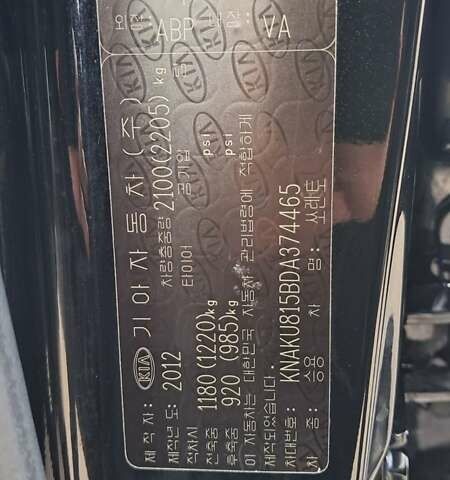 제 작 자: KIA 기 아 자 동 차 (주)
제작년 도: 2012 차량총중량 2100(2205)kg
적차시 타이어 공기압
전축중 1180(1220)kg psi
후축중 920 (985)kg psi
이 자동차는 대한민국 자동차 관리법령에 적합하게
제작되었습니다.
차대번호: KNAKU815BDA374465
차 종: 승용 차 명: 쏘렌토
외장: ABP 내장: VA